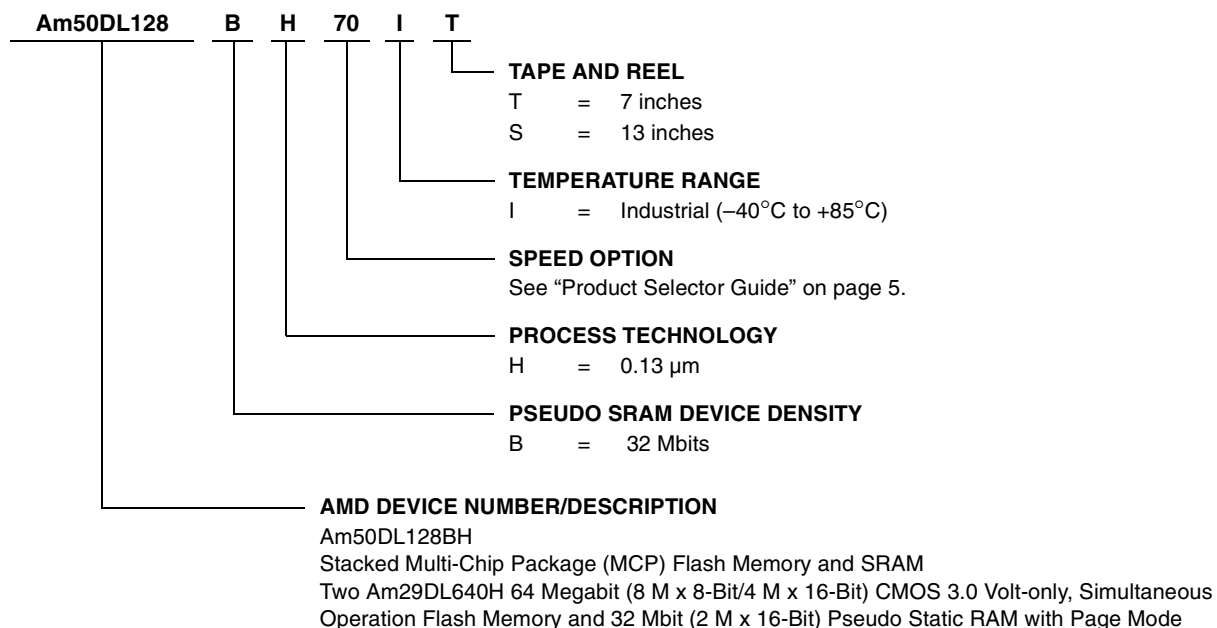 Am50DL128 B H 70 I T
TAPE AND REEL
T = 7 inches
S = 13 inches
TEMPERATURE RANGE
I = Industrial (–40°C to +85°C)
SPEED OPTION
See “Product Selector Guide” on page 5.
PROCESS TECHNOLOGY
H = 0.13 µm
PSEUDO SRAM DEVICE DENSITY
B = 32 Mbits
AMD DEVICE NUMBER/DESCRIPTION
Am50DL128BH
Stacked Multi-Chip Package (MCP) Flash Memory and SRAM
Two Am29DL640H 64 Megabit (8 M x 8-Bit/4 M x 16-Bit) CMOS 3.0 Volt-only, Simultaneous
Operation Flash Memory and 32 Mbit (2 M x 16-Bit) Pseudo Static RAM with Page Mode